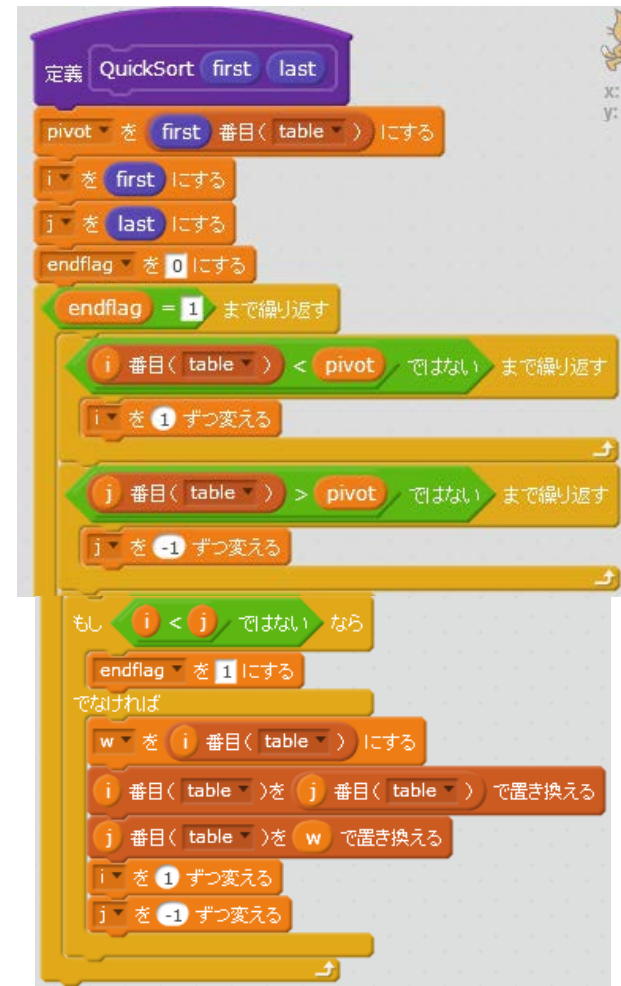 定義 QuickSort first last
x:
y:
pivot を first 番目( table ) にする
i を first にする
j を last にする
endflag を 0 にする
endflag = 1 まで繰り返す
i 番目( table ) < pivot ではない まで繰り返す
i を 1 ずつ変える
j 番目( table ) > pivot ではない まで繰り返す
j を -1 ずつ変える
もし i < j ではない なら
endflag を 1 にする
でなければ
w を i 番目( table ) にする
i 番目( table )を j 番目( table ) で置き換える
j 番目( table )を w で置き換える
i を 1 ずつ変える
j を -1 ずつ変える